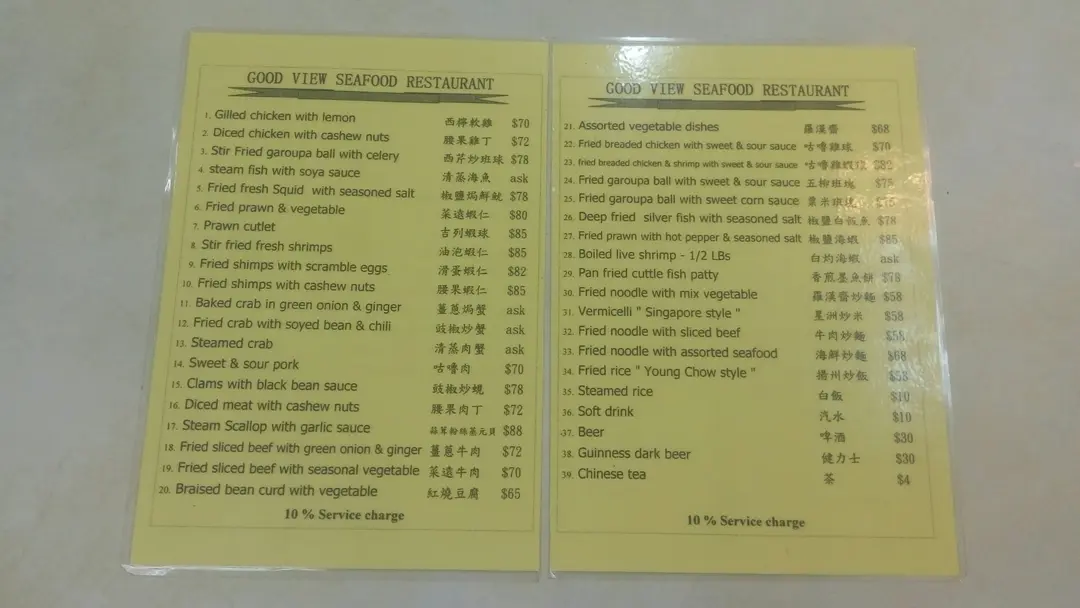 GOOD VIEW SEAFOOD RESTAURANT
1. Gilled chicken with lemon 西檸軟雞 $70
2. Diced chicken with cashew nuts 腰果雞丁 $72
3. Stir Fried garoupa ball with celery 西芹炒班球 $78
4. steam fish with soya sauce 清蒸海魚 ask
5. Fried fresh Squid with seasoned salt 椒鹽焗鮮魷 $78
6. Fried prawn & vegetable 菜遠蝦仁 $80
7. Prawn cutlet 吉列蝦球 $85
8. Stir fried fresh shrimps 油泡蝦仁 $85
9. Fried shimps with scramble eggs 滑蛋蝦仁 $82
10. Fried shimps with cashew nuts 腰果蝦仁 $85
11. Baked crab in green onion & ginger 薑蔥焗蟹 ask
12. Fried crab with soyed bean & chili 豉椒炒蟹 ask
13. Steamed crab 清蒸肉蟹 ask
14. Sweet & sour pork 咕嚕肉 $70
15. Clams with black bean sauce 豉椒炒蜆 $78
16. Diced meat with cashew nuts 腰果肉丁 $72
17. Steam Scallop with garlic sauce 蒜茸粉絲蒸元貝 $88
18. Fried sliced beef with green onion & ginger 薑蔥牛肉 $72
19. Fried sliced beef with seasonal vegetable 菜遠牛肉 $70
20. Braised bean curd with vegetable 紅燒豆腐 $65
10 % Service charge
GOOD VIEW SEAFOOD RESTAURANT
21. Assorted vegetable dishes 羅漢齋 $68
22. Fried breaded chicken with sweet & sour sauce 咕嚕雞球 $70
23. fried breaded chicken & shrimp with sweet & sour sauce 咕嚕雞蝦球 $82
24. Fried garoupa ball with sweet & sour sauce 五柳班球 $75
25. Fried garoupa ball with sweet corn sauce 粟米班塊
26. Deep fried silver fish with seasoned salt 椒鹽白飯魚 $78
27. Fried prawn with hot pepper & seasoned salt 椒鹽海蝦 $85
28. Boiled live shrimp - 1/2 LBs 白灼海蝦 ask
29. Pan fried cuttle fish patty 香煎墨魚餅 $78
30. Fried noodle with mix vegetable 羅漢齋炒麵 $58
31. Vermicelli " Singapore style " 星洲炒米 $58
32. Fried noodle with sliced beef 牛肉炒麵 $58
33. Fried noodle with assorted seafood 海鮮炒麵 $68
34. Fried rice " Young Chow style " 揚州炒飯 $58
35. Steamed rice 白飯 $10
36. Soft drink 汽水 $10
37. Beer 啤酒 $30
38. Guinness dark beer 健力士 $30
39. Chinese tea 茶 $4
10 % Service charge